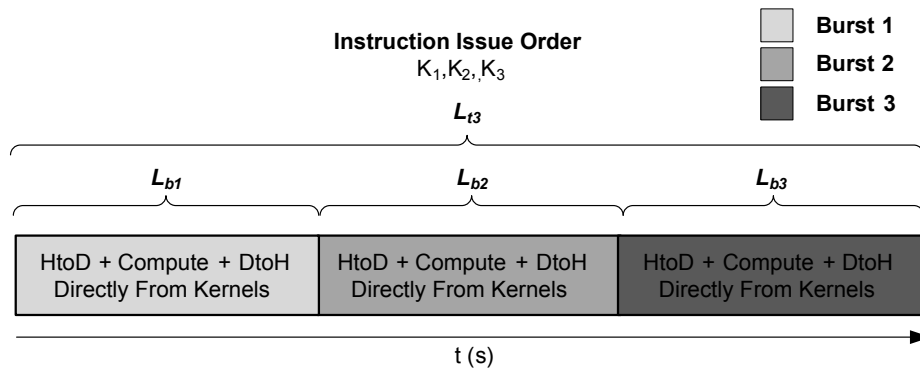 Instruction Issue Order
K1,K2,,K3
Burst 1
Burst 2
Burst 3
Lt3
Lb1
Lb2
Lb3
HtoD + Compute + DtoH
Directly From Kernels
HtoD + Compute + DtoH
Directly From Kernels
HtoD + Compute + DtoH
Directly From Kernels
t (s)